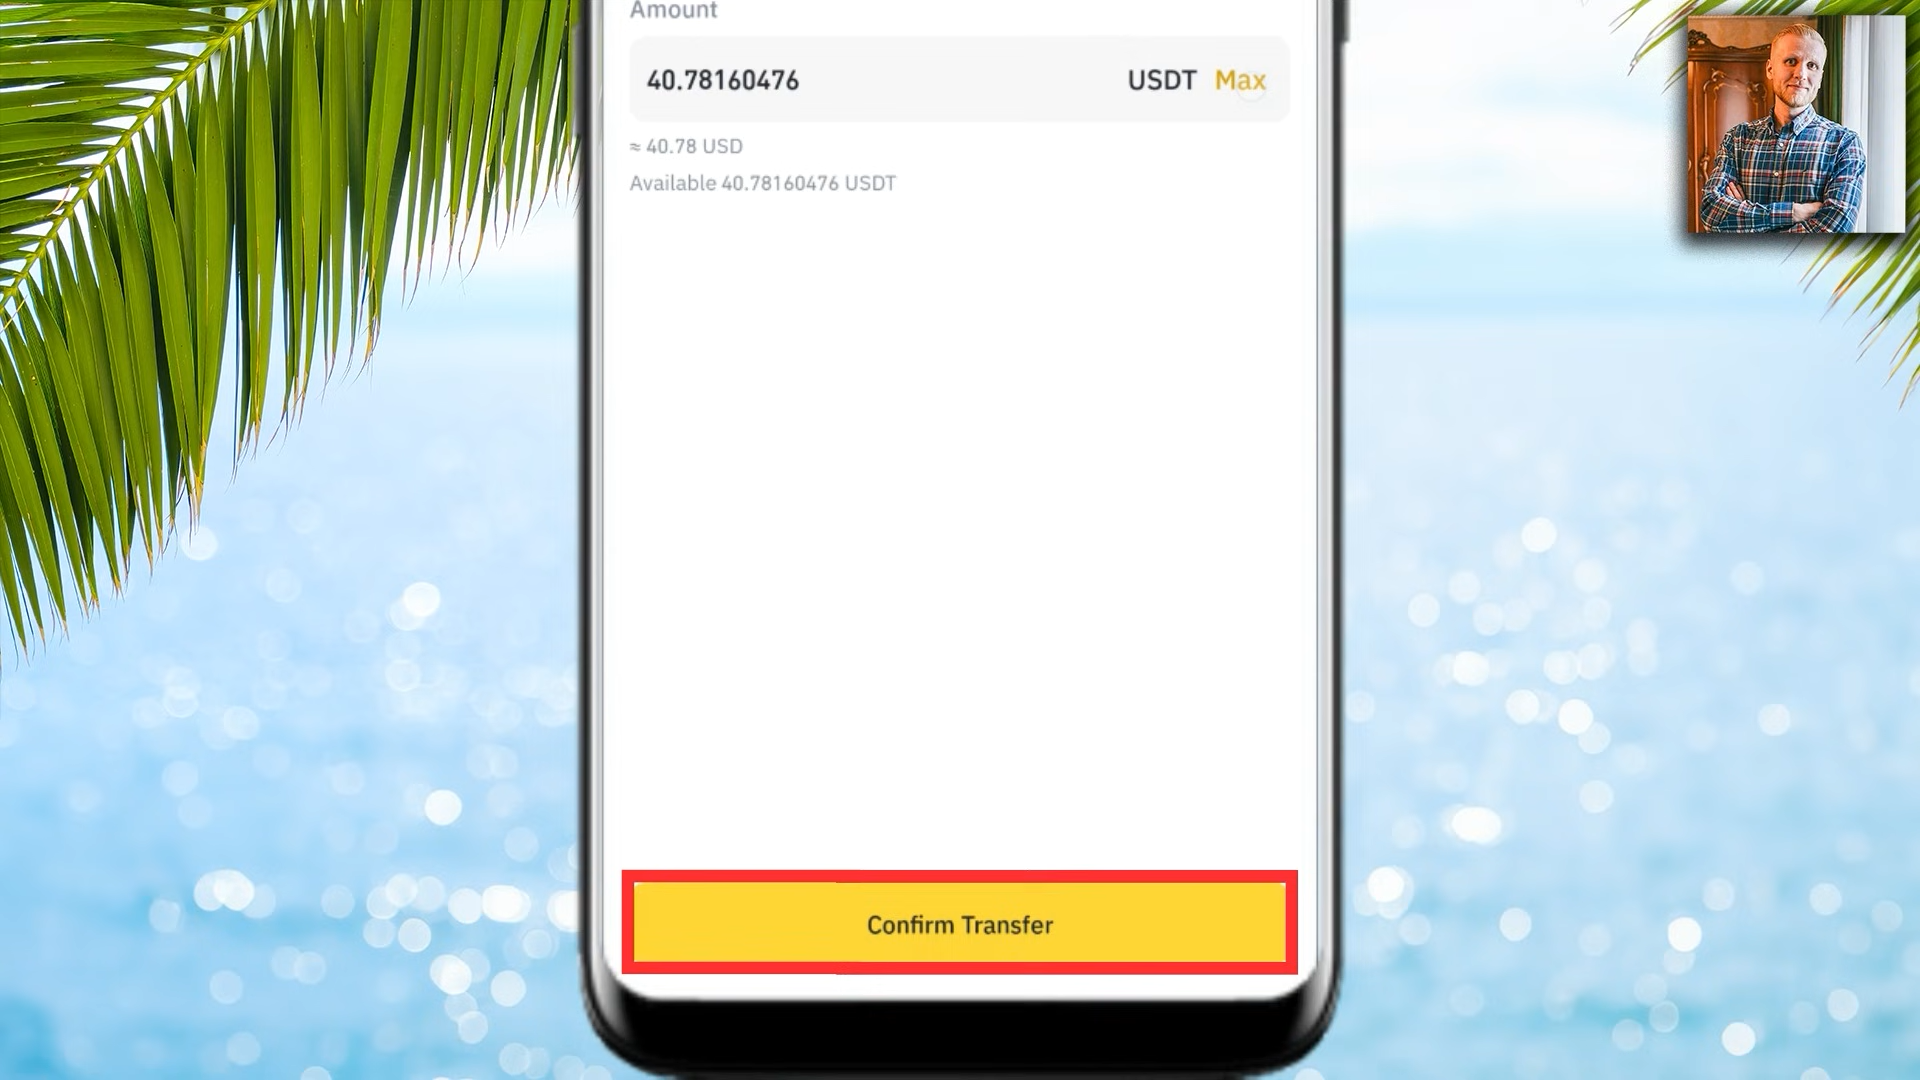 Amount
40.78160476 USDT Max
≈ 40.78 USD
Available 40.78160476 USDT
Confirm Transfer